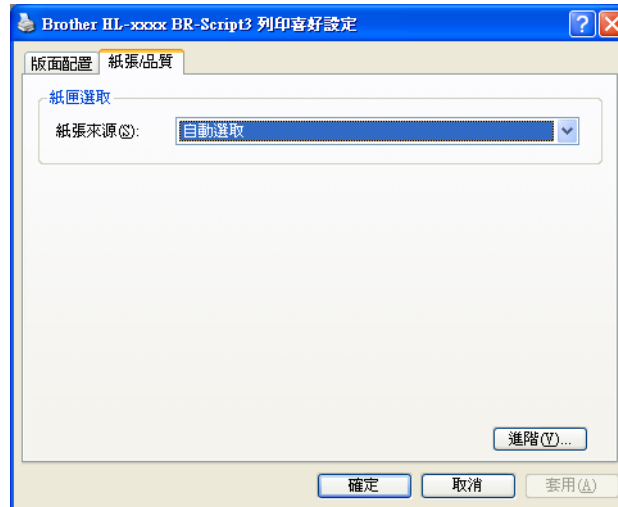 Brother HL-xxxx BR-Script3 列印喜好設定
版面配置 紙張/品質
紙匣選取
紙張來源(S): 自動選取
進階(V)...
確定 取消 套用(A)